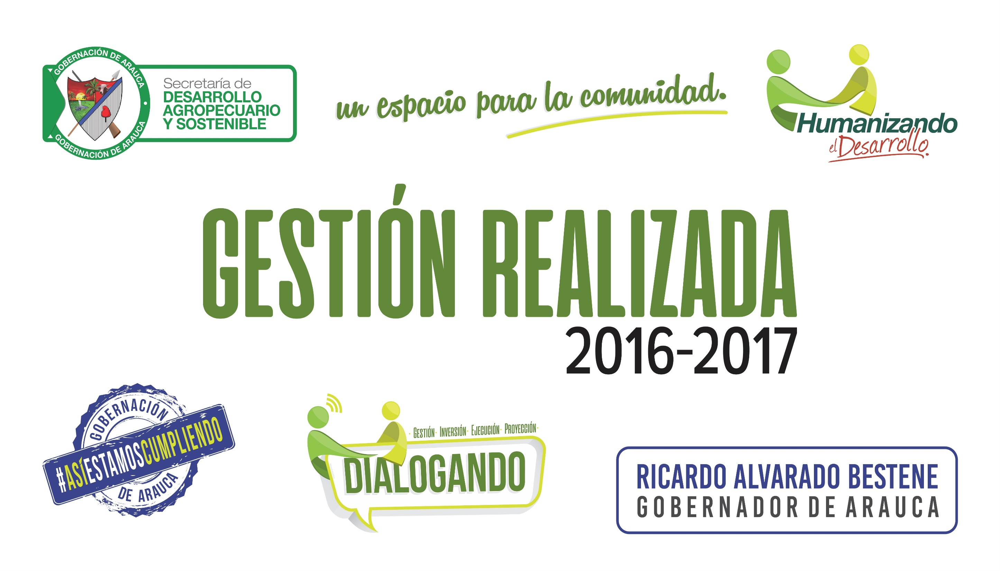 GOBERNACIÓN DE ARAUCA
GOBERNACIÓN DE ARAUCA
Secretaría de
DESARROLLO
AGROPECUARIO
Y SOSTENIBLE
un espacio para la comunidad.
Humanizando
el Desarrollo
GESTIÓN REALIZADA
2016-2017
GOBERNACIÓN
#ASÍESTAMOSCUMPLIENDO
DE ARAUCA
· GESTIÓN · INVERSIÓN · EJECUCIÓN · PROYECCIÓN ·
DIALOGANDO
RICARDO ALVARADO BESTENE
GOBERNADOR DE ARAUCA